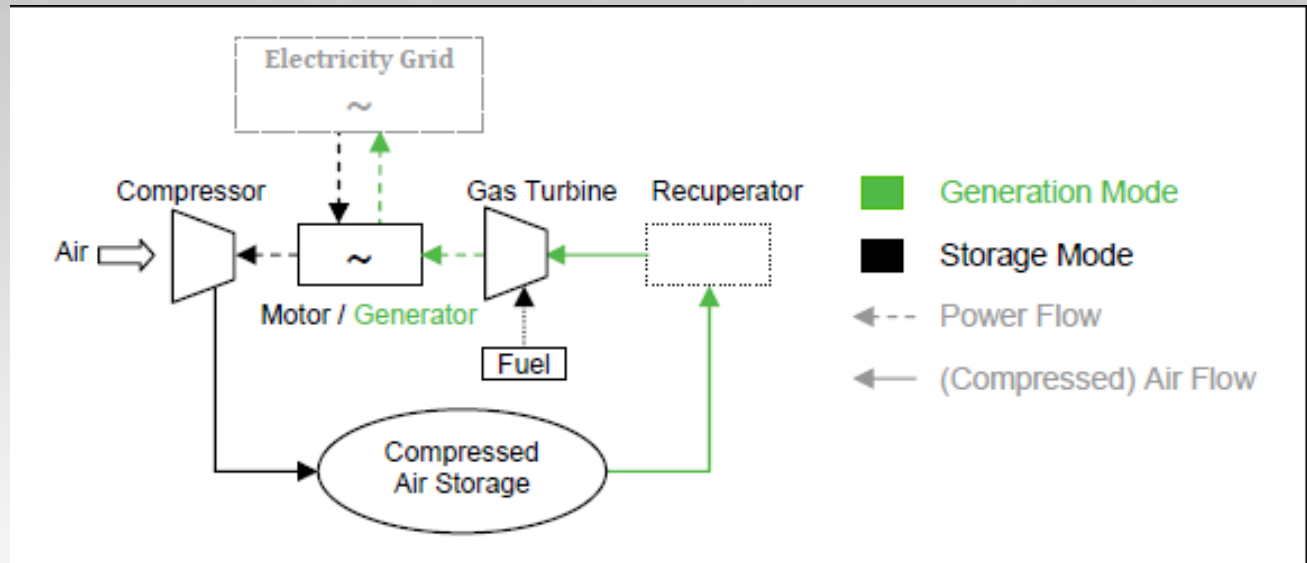 Electricity Grid
~
Compressor
Gas Turbine
Recuperator
Generation Mode
Air
~
Storage Mode
Motor / Generator
Power Flow
Fuel
(Compressed) Air Flow
Compressed
Air Storage